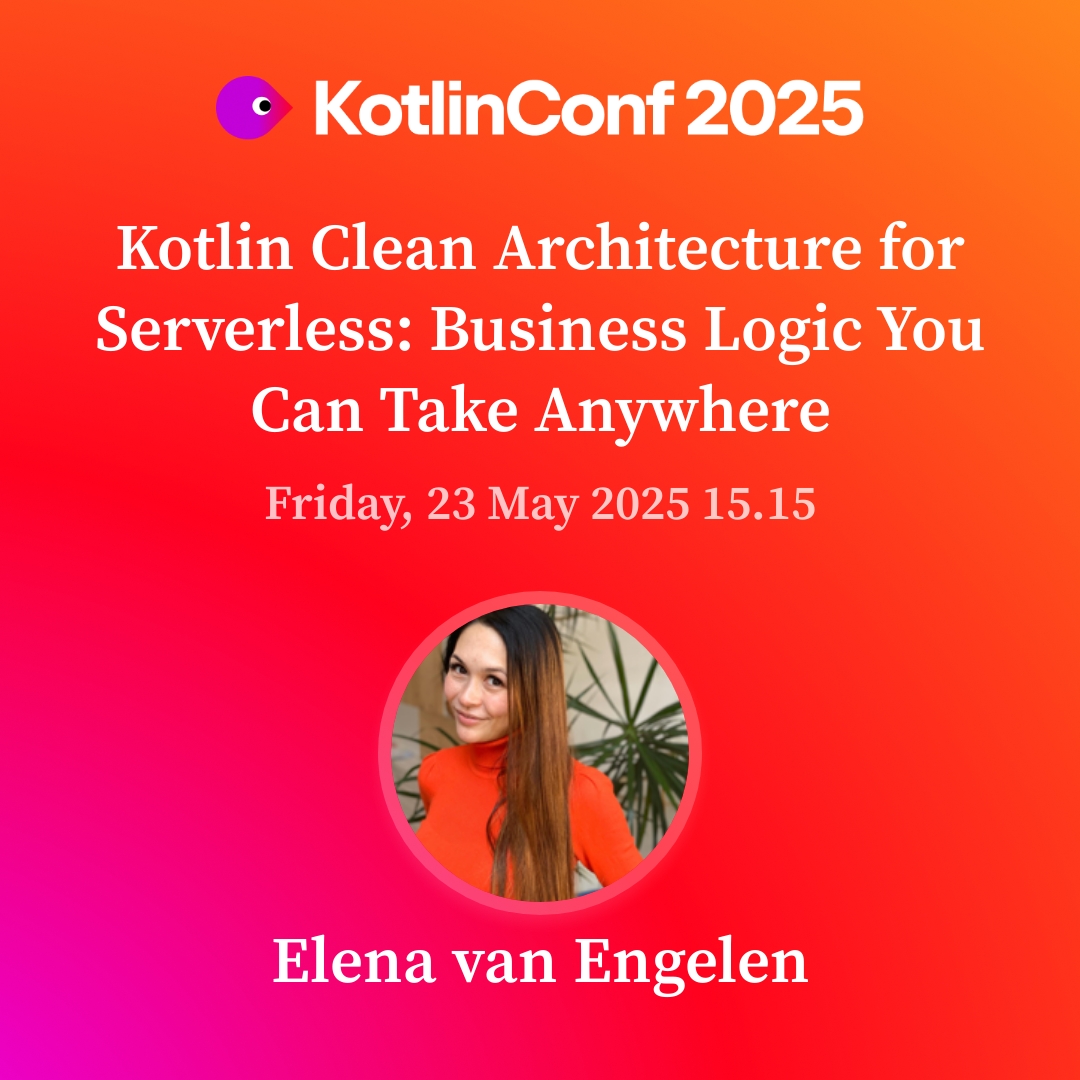 KotlinConf 2025
Kotlin Clean Architecture for
Serverless: Business Logic You
Can Take Anywhere
Friday, 23 May 2025 15.15
Elena van Engelen